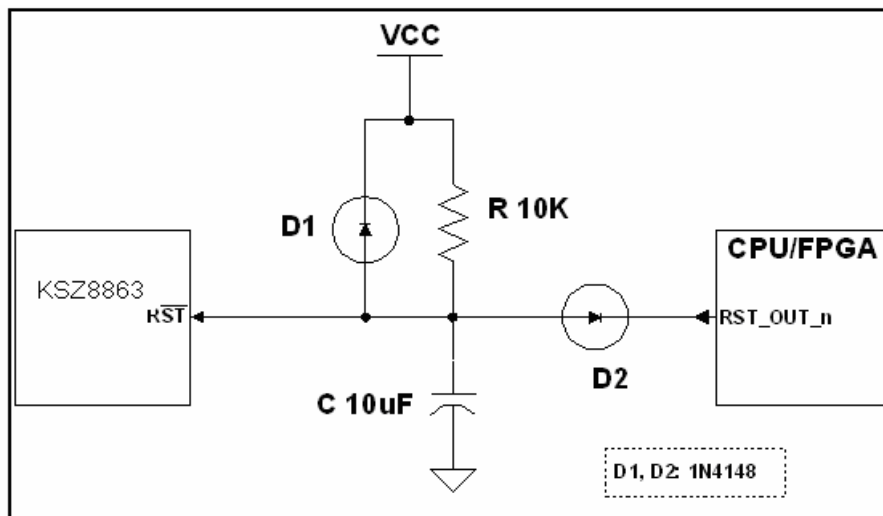 VCC
D1
R 10K
CPU/FPGA
KSZ8863
RST
RST_OUT_n
D2
C 10uF
D1, D2: 1N4148